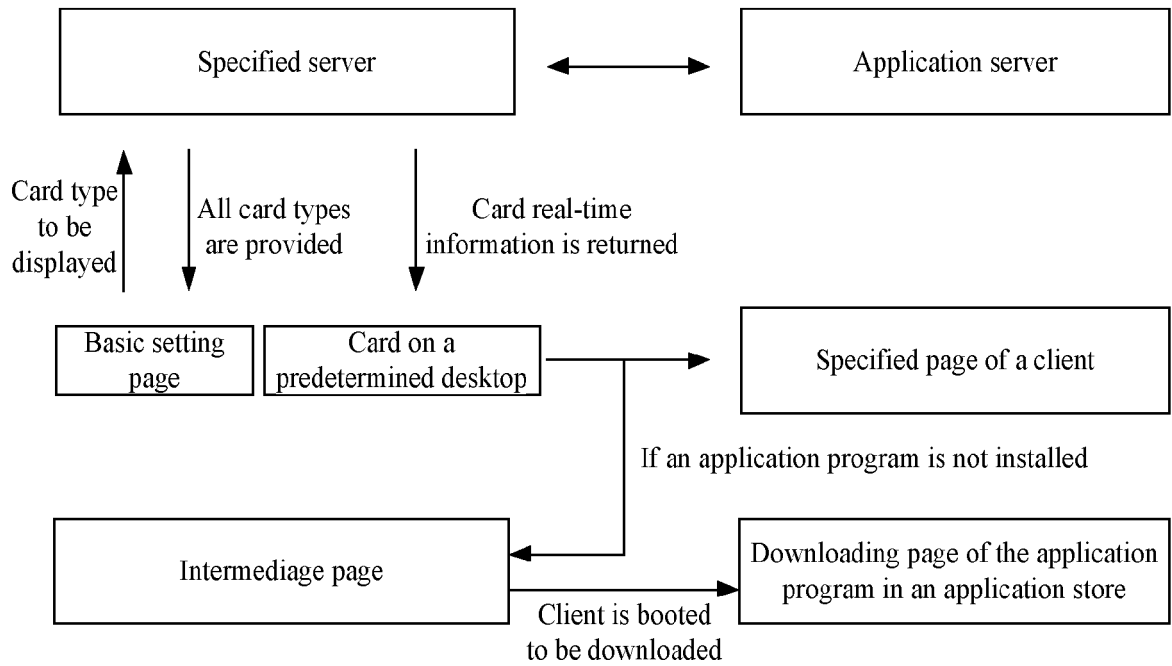 Specified server
Application server
Card type
to be
displayed
All card types
are provided
Card real-time
information is returned
Basic setting
page
Card on a
predetermined desktop
Specified page of a client
If an application program is not installed
Intermediage page
Downloading page of the application
program in an application store
Client is booted
to be downloaded